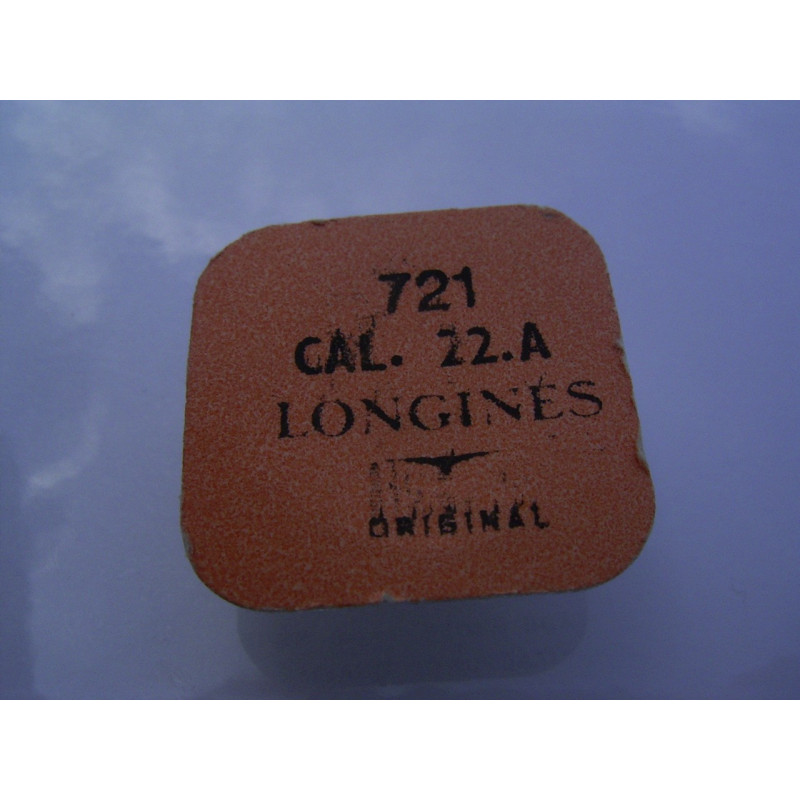 721
CAL. 22.A
LONGINES
ORIGINAL